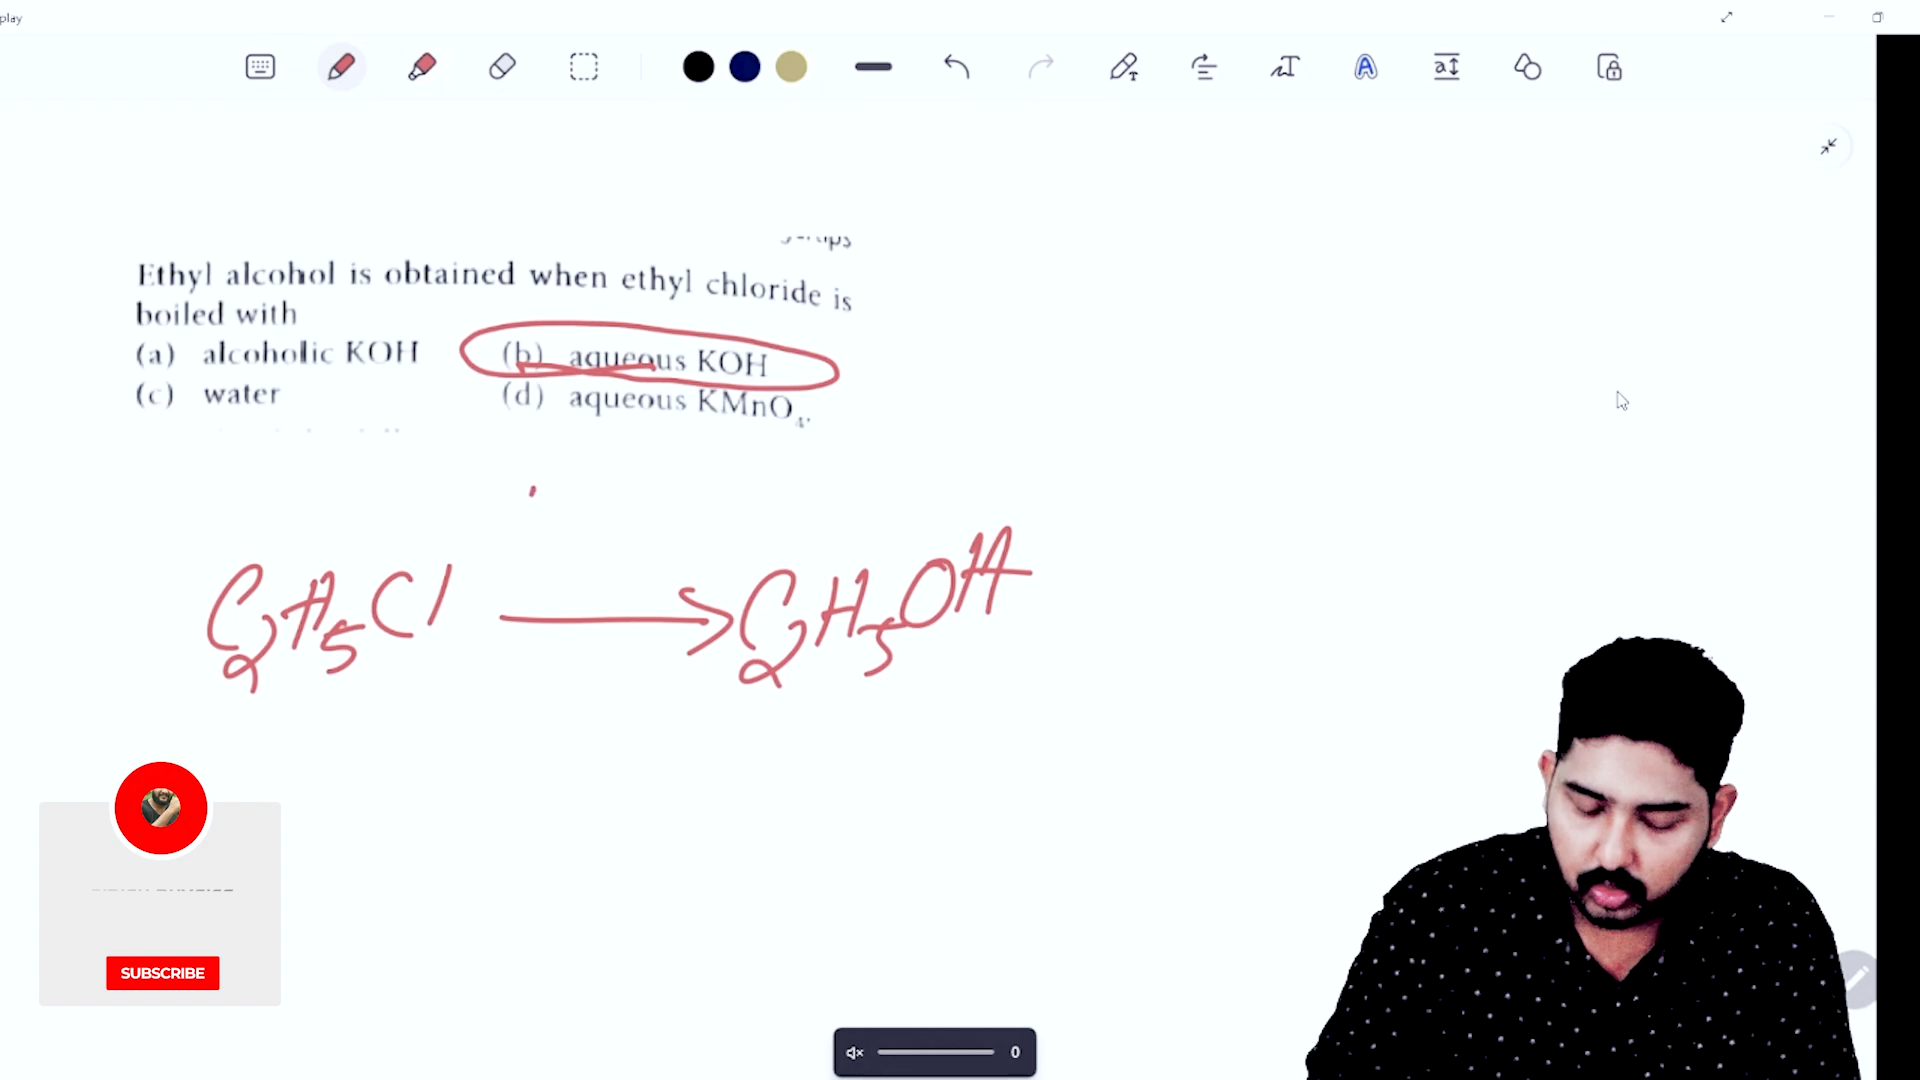 play
Ethyl alcohol is obtained when ethyl chloride is
boiled with
(a) alcoholic KOH (b) aqueous KOH
(c) water (d) aqueous KMnO₄.
C₂H₅Cl → C₂H₅OH
SUBSCRIBE
0